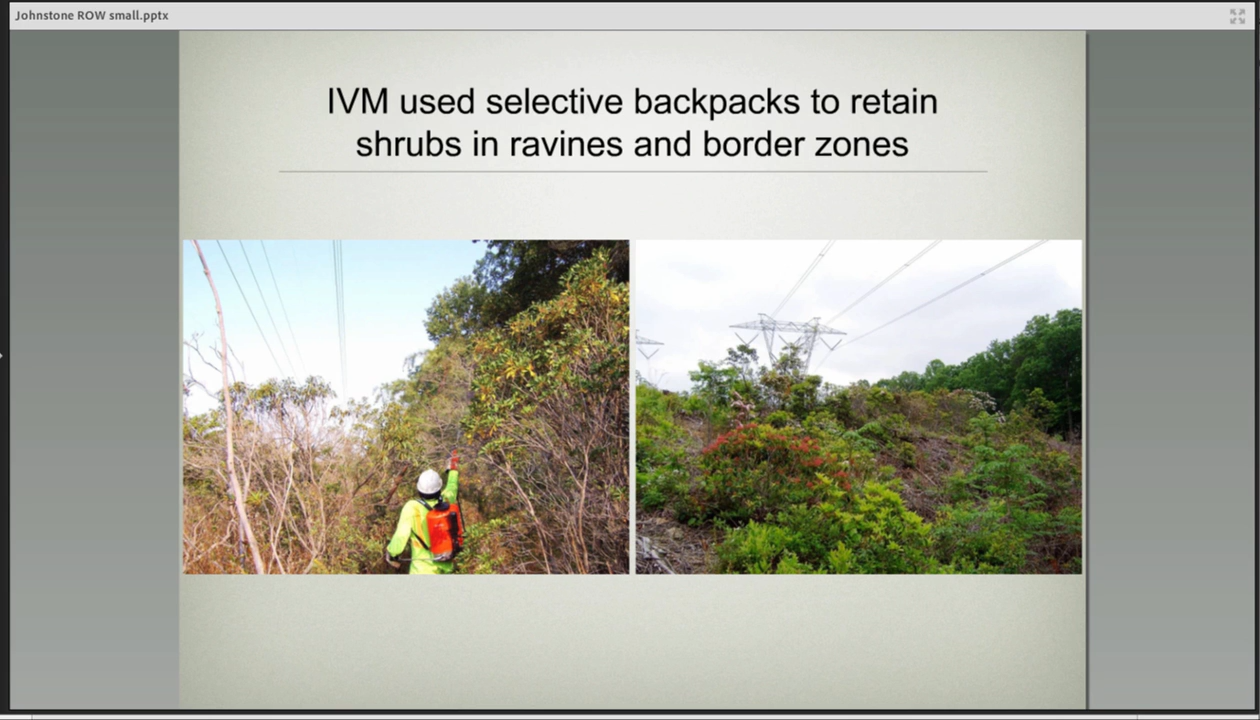 Johnstone ROW small.pptx
IVM used selective backpacks to retain
shrubs in ravines and border zones